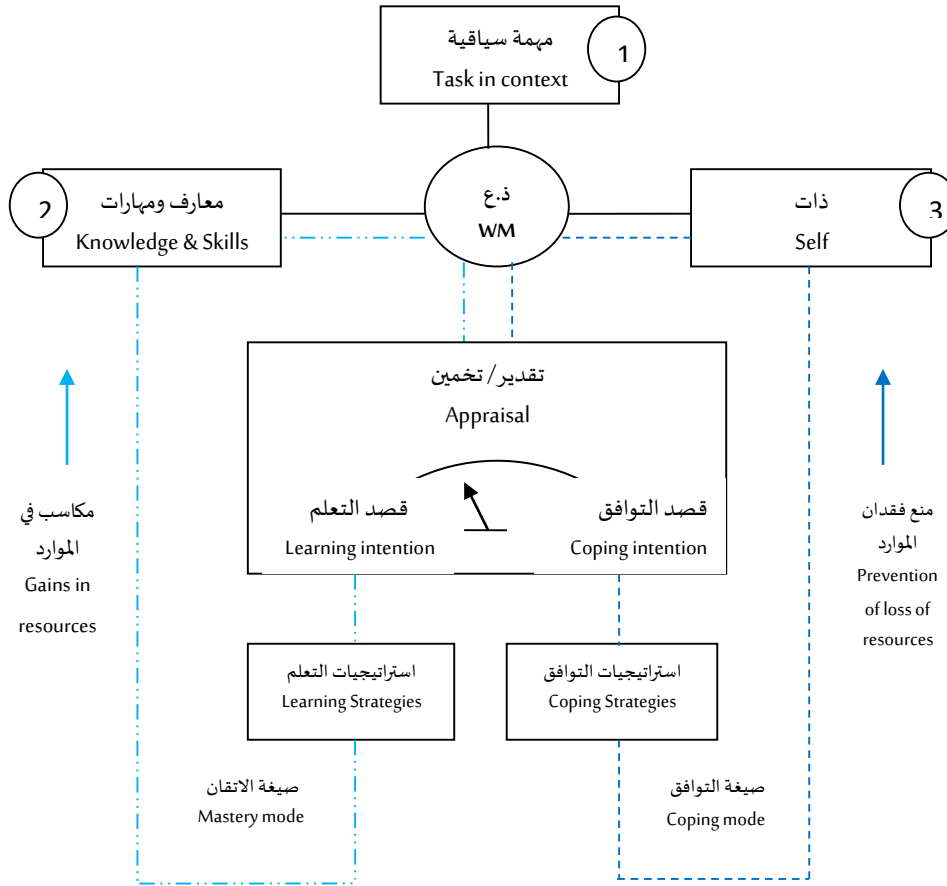 مهمة سياقية
Task in context
1
معارف ومهارات
Knowledge & Skills
2
ذ.ع
WM
ذات
Self
3
تقدير/ تخمين
Appraisal
قصد التعلم
Learning intention
قصد التوافق
Coping intention
مكاسب في
الموارد
Gains in
resources
منع فقدان
الموارد
Prevention
of loss of
resources
استراتيجيات التعلم
Learning Strategies
استراتيجيات التوافق
Coping Strategies
صيغة الاتقان
Mastery mode
صيغة التوافق
Coping mode